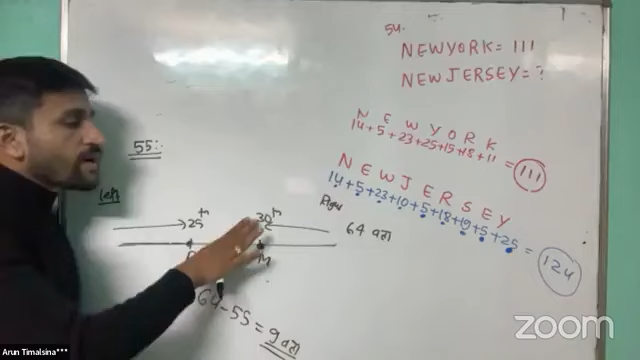 54.
NEWYORK = 111
NEWJERSEY = ?
N E W Y O R K
14+5+23+25+15+18+11 = 111
N E W J E R S E Y
14+5+23+10+5+18+19+5+25 = 124
55:-
left
25th
30th
64 वटा
64-55 = 9 वटा
Arun Timalsina***
zoom